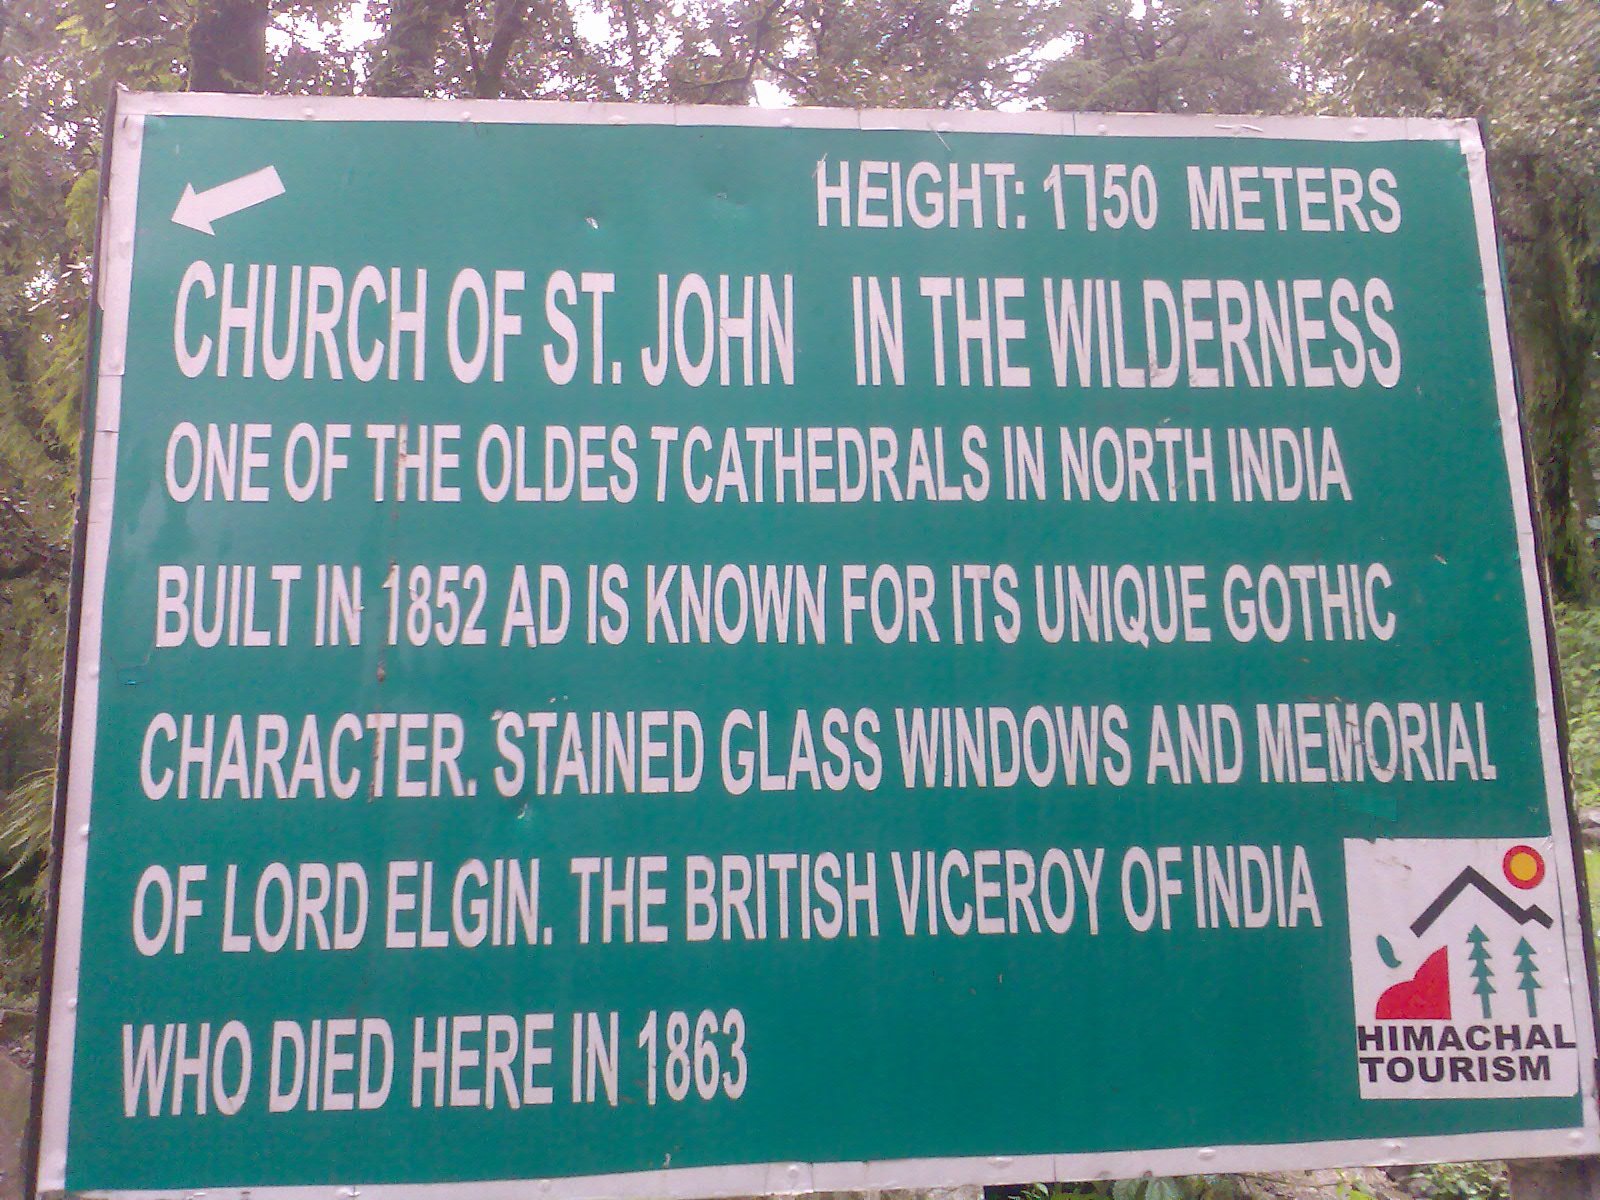 HEIGHT: 1750 METERS
CHURCH OF ST. JOHN IN THE WILDERNESS
ONE OF THE OLDES TCATHEDRALS IN NORTH INDIA
BUILT IN 1852 AD IS KNOWN FOR ITS UNIQUE GOTHIC
CHARACTER. STAINED GLASS WINDOWS AND MEMORIAL
OF LORD ELGIN. THE BRITISH VICEROY OF INDIA
WHO DIED HERE IN 1863
HIMACHAL
TOURISM